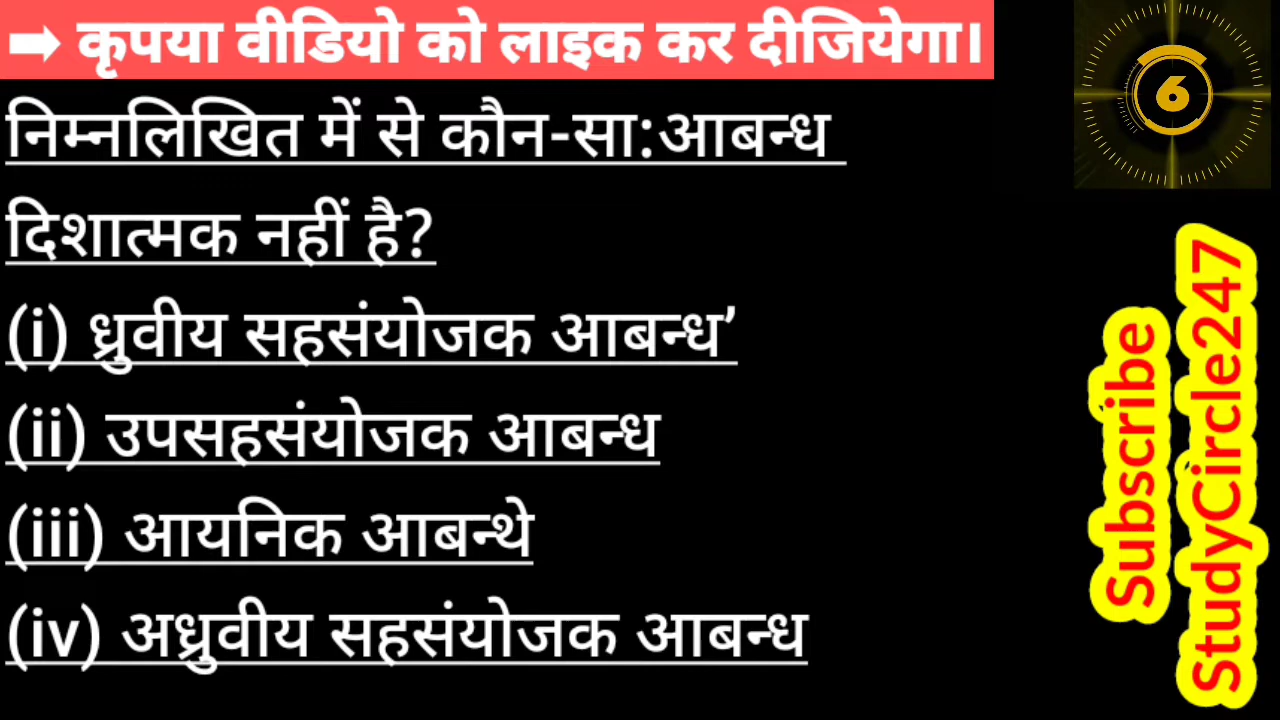 ➡ कृपया वीडियो को लाइक कर दीजियेगा।
6
निम्नलिखित में से कौन-सा:आबन्ध
दिशात्मक नहीं है?
(i) ध्रुवीय सहसंयोजक आबन्ध’
(ii) उपसहसंयोजक आबन्ध
(iii) आयनिक आबन्थे
(iv) अध्रुवीय सहसंयोजक आबन्ध
Subscribe
StudyCircle247